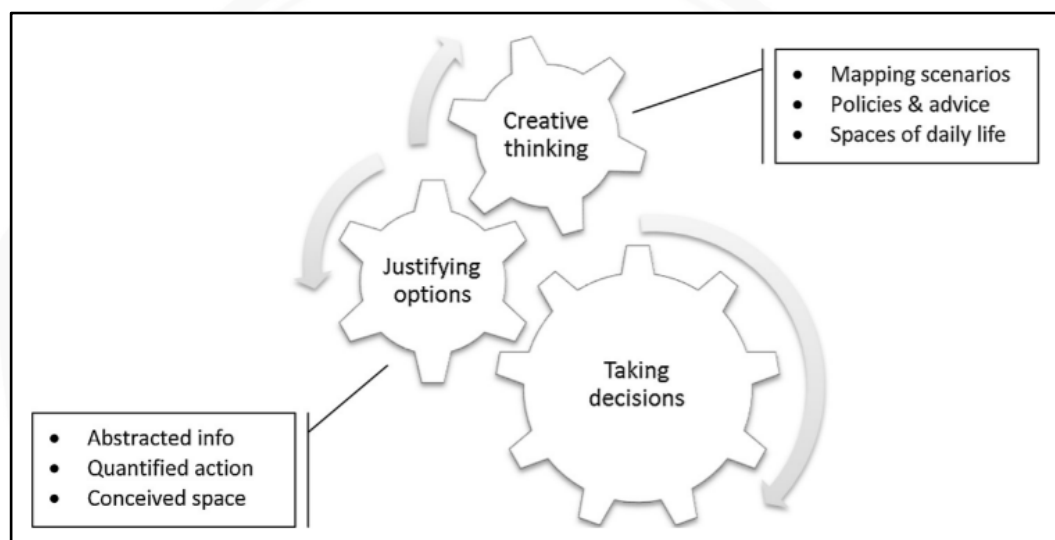 Creative
thinking
• Mapping scenarios
• Policies & advice
• Spaces of daily life
Justifying
options
Taking
decisions
• Abstracted info
• Quantified action
• Conceived space